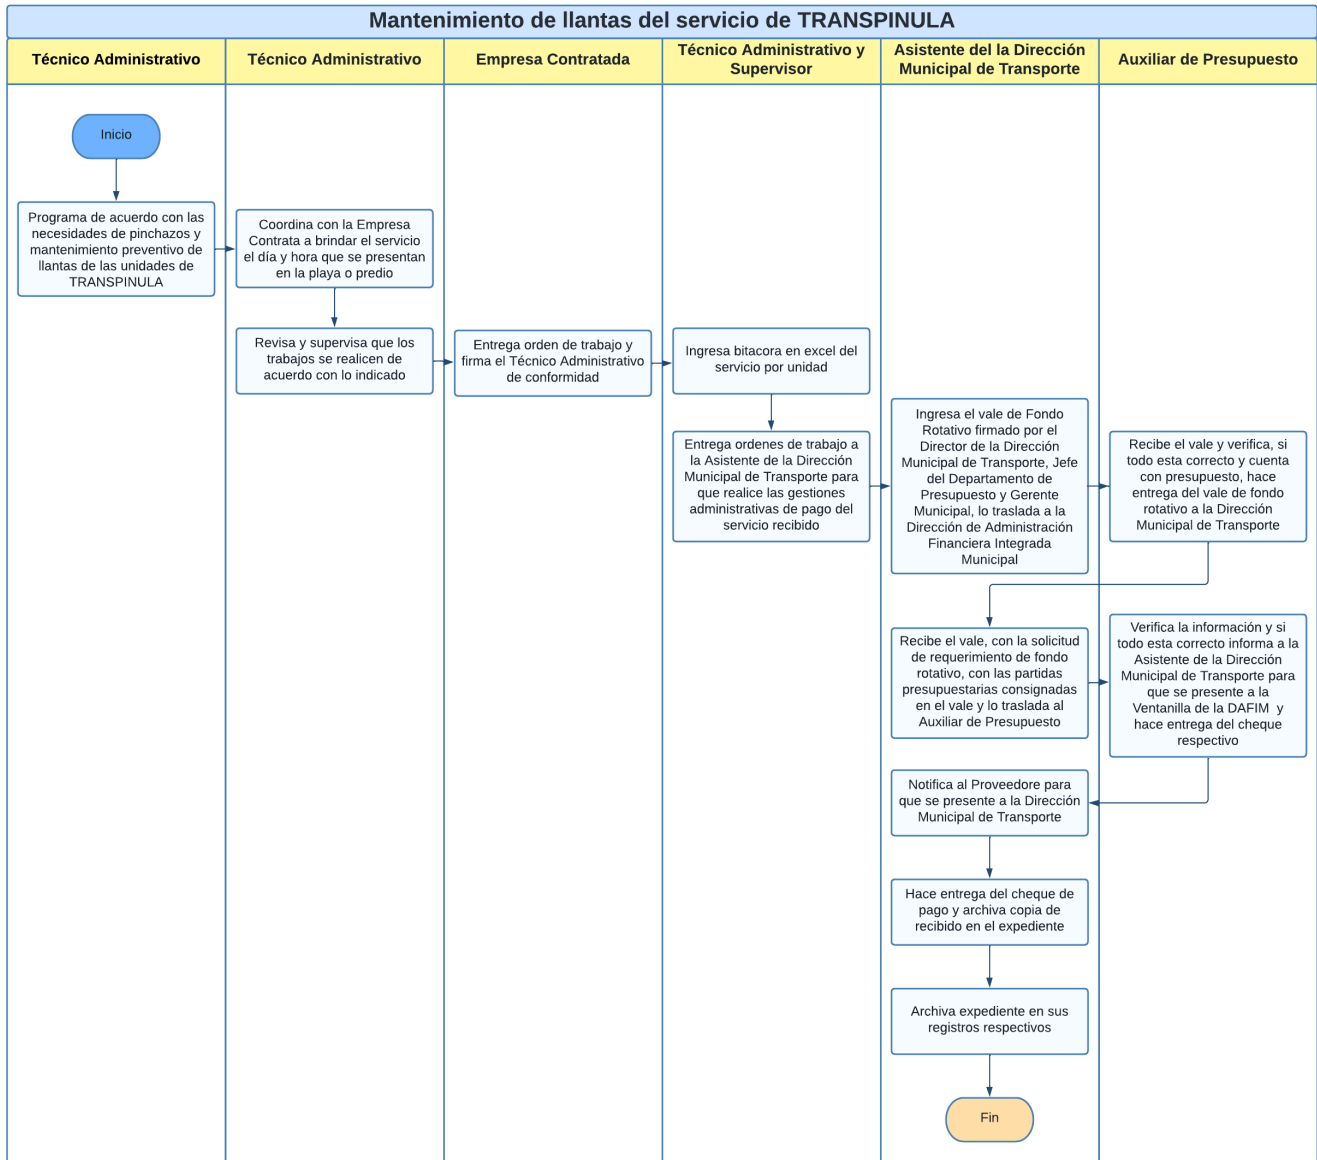 Mantenimiento de llantas del servicio de TRANSPINULA
Técnico Administrativo
Técnico Administrativo
Empresa Contratada
Técnico Administrativo y
Supervisor
Asistente del la Dirección
Municipal de Transporte
Auxiliar de Presupuesto
Inicio
Programa de acuerdo con las
necesidades de pinchazos y
mantenimiento preventivo de
llantas de las unidades de
TRANSPINULA
Coordina con la Empresa
Contrata a brindar el servicio
el día y hora que se presentan
en la playa o predio
Revisa y supervisa que los
trabajos se realicen de
acuerdo con lo indicado
Entrega orden de trabajo y
firma el Técnico Administrativo
de conformidad
Ingresa bitacora en excel del
servicio por unidad
Entrega ordenes de trabajo a
la Asistente de la Dirección
Municipal de Transporte para
que realice las gestiones
administrativas de pago del
servicio recibido
Ingresa el vale de Fondo
Rotativo firmado por el
Director de la Dirección
Municipal de Transporte, Jefe
del Departamento de
Presupuesto y Gerente
Municipal, lo traslada a la
Dirección de Administración
Financiera Integrada
Municipal
Recibe el vale y verifica, si
todo esta correcto y cuenta
con presupuesto, hace
entrega del vale de fondo
rotativo a la Dirección
Municipal de Transporte
Recibe el vale, con la solicitud
de requerimiento de fondo
rotativo, con las partidas
presupuestarias consignadas
en el vale y lo traslada al
Auxiliar de Presupuesto
Verifica la información y si
todo esta correcto informa a la
Asistente de la Dirección
Municipal de Transporte para
que se presente a la
Ventanilla de la DAFIM y
hace entrega del cheque
respectivo
Notifica al Proveedore para
que se presente a la Dirección
Municipal de Transporte
Hace entrega del cheque de
pago y archiva copia de
recibido en el expediente
Archiva expediente en sus
registros respectivos
Fin